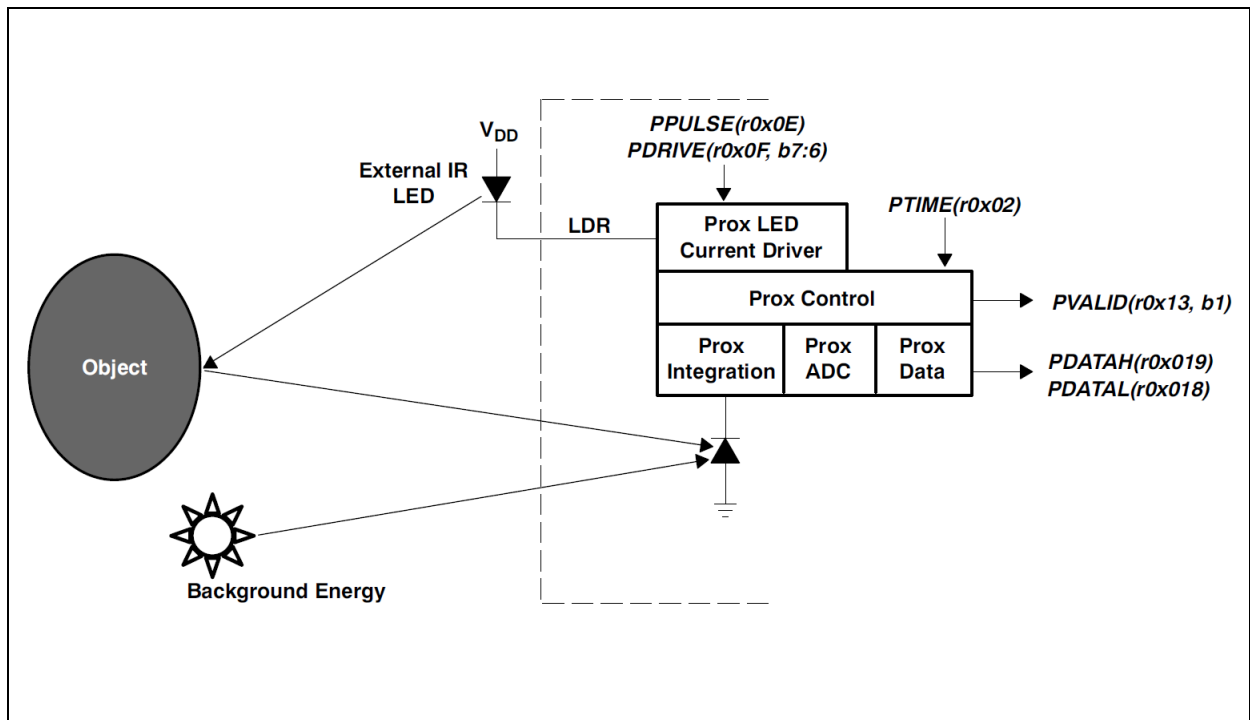 PPULSE(r0x0E)
PDRIVE(r0x0F, b7:6)
VDD
External IR
LED
PTIME(r0x02)
LDR
Prox LED
Current Driver
Prox Control
PVALID(r0x13, b1)
Prox
Integration
Prox
ADC
Prox
Data
PDATAH(r0x019)
PDATAL(r0x018)
Object
Background Energy